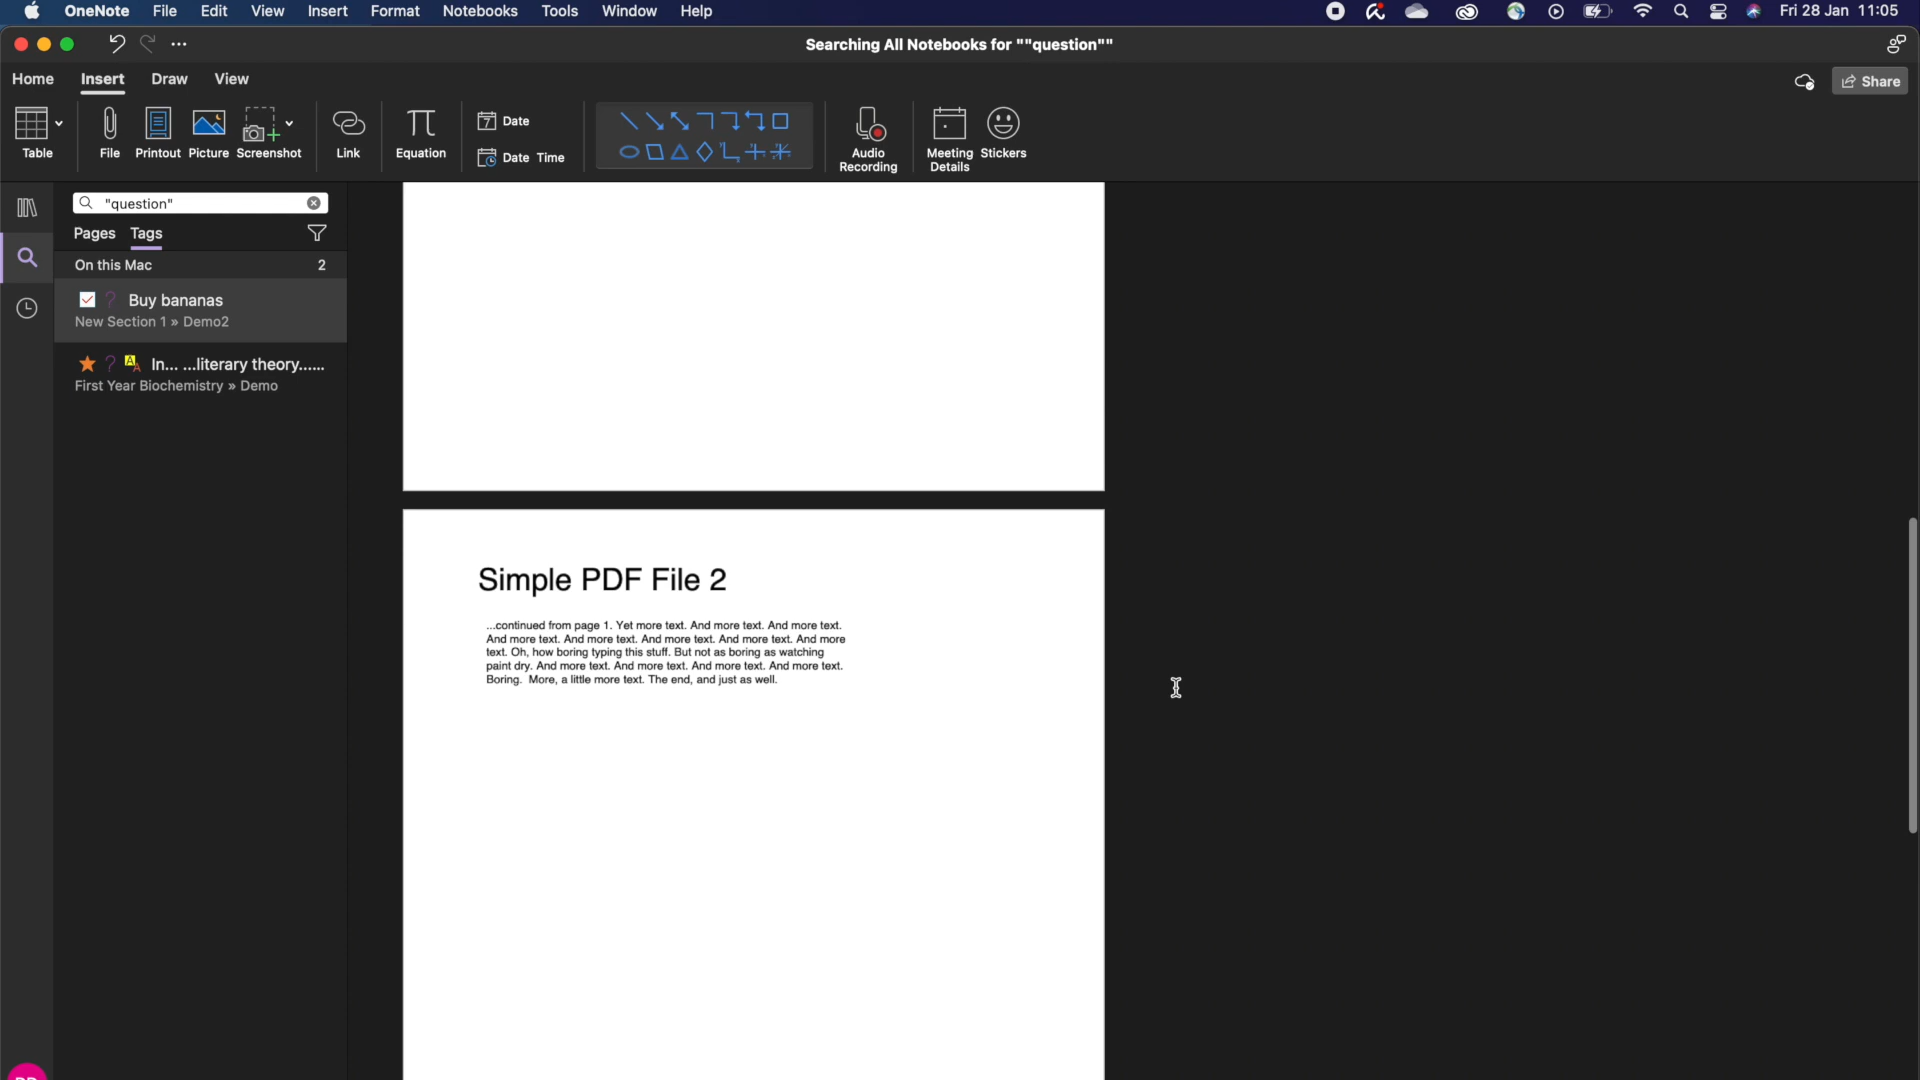 OneNote File Edit View Insert Format Notebooks Tools Window Help Fri 28 Jan 11:05
Searching All Notebooks for ""question""
Home Insert Draw View Share
Table File Printout Picture Screenshot Link Equation Date Date Time Audio Recording Meeting Details Stickers
"question"
Pages Tags
On this Mac 2
Buy bananas
New Section 1 » Demo2
In... ...literary theory......
First Year Biochemistry » Demo
Simple PDF File 2
...continued from page 1. Yet more text. And more text. And more text.
And more text. And more text. And more text. And more text. And more
text. Oh, how boring typing this stuff. But not as boring as watching
paint dry. And more text. And more text. And more text. And more text.
Boring. More, a little more text. The end, and just as well.